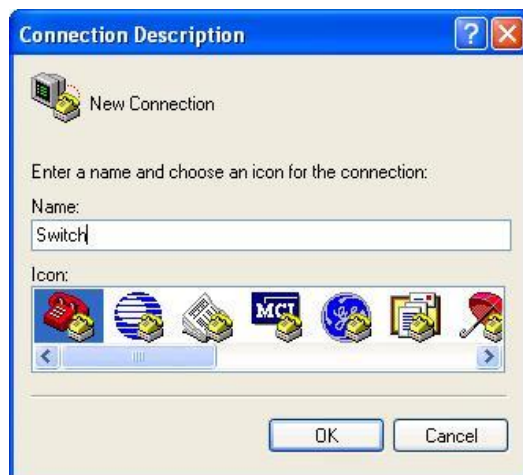 Connection Description
New Connection
Enter a name and choose an icon for the connection:
Name:
Switch
Icon:
MCI
OK
Cancel